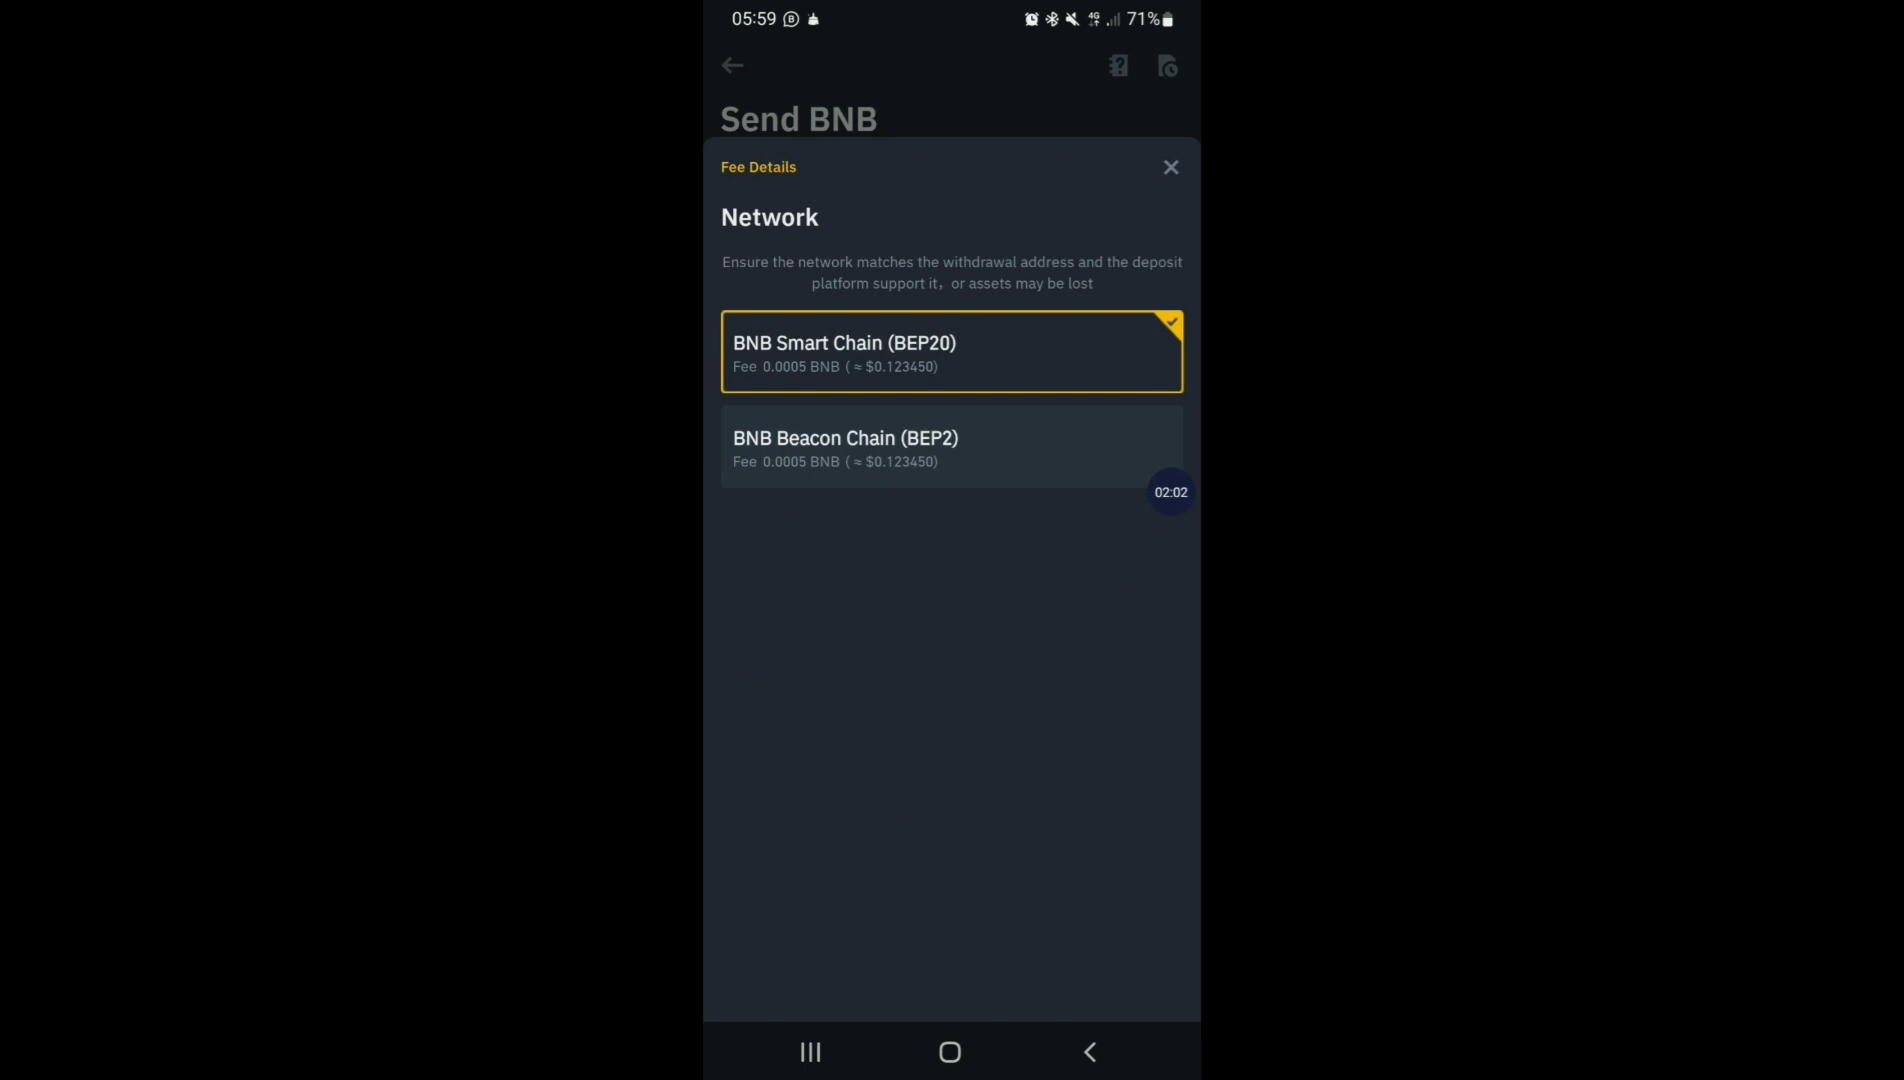 05:59
4G 71%
Send BNB
Fee Details
Network
Ensure the network matches the withdrawal address and the deposit
platform support it，or assets may be lost
BNB Smart Chain (BEP20)
Fee 0.0005 BNB ( ≈ $0.123450)
BNB Beacon Chain (BEP2)
Fee 0.0005 BNB ( ≈ $0.123450)
02:02